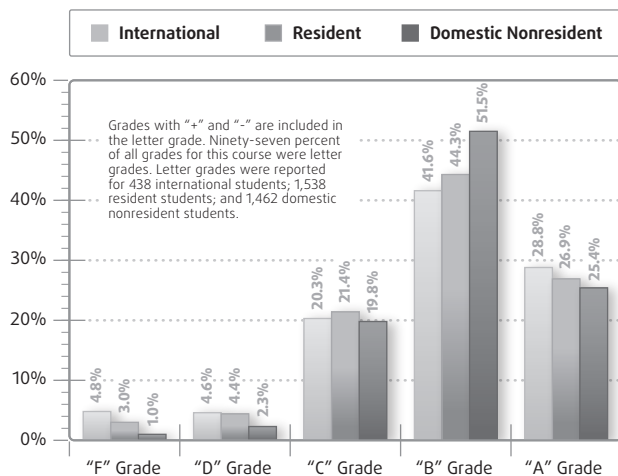 International Resident Domestic Nonresident
60%
50%
40%
30%
20%
10%
0%
Grades with “+” and “-” are included in
the letter grade. Ninety-seven percent
of all grades for this course were letter
grades. Letter grades were reported
for 438 international students; 1,538
resident students; and 1,462 domestic
nonresident students.
4.8% 3.0% 1.0%
4.6% 4.4% 2.3%
20.3% 21.4% 19.8%
41.6% 44.3% 51.5%
28.8% 26.9% 25.4%
“F” Grade “D” Grade “C” Grade “B” Grade “A” Grade